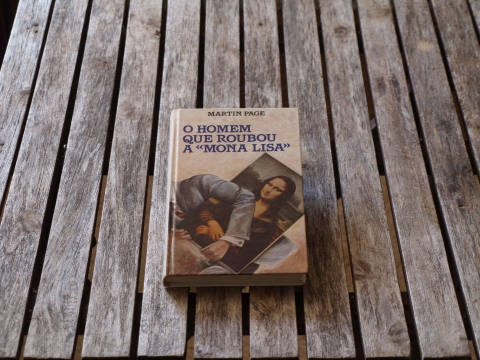 MARTIN PAGE
O HOMEM
QUE ROUBOU
A «MONA LISA»